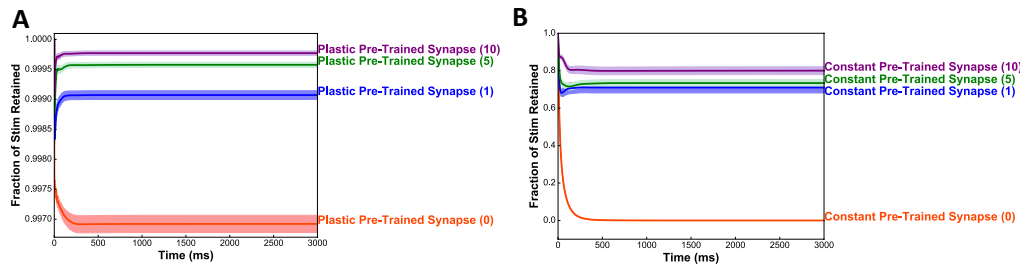 A
Fraction of Stim Retained
1.0000
0.9995
0.9990
0.9985
0.9980
0.9975
0.9970
0
500
1000
1500
2000
2500
3000
Time (ms)
Plastic Pre-Trained Synapse (10)
Plastic Pre-Trained Synapse (5)
Plastic Pre-Trained Synapse (1)
Plastic Pre-Trained Synapse (0)
B
Fraction of Stim Retained
1.0
0.8
0.6
0.4
0.2
0.0
0
500
1000
1500
2000
2500
3000
Time (ms)
Constant Pre-Trained Synapse (10)
Constant Pre-Trained Synapse (5)
Constant Pre-Trained Synapse (1)
Constant Pre-Trained Synapse (0)